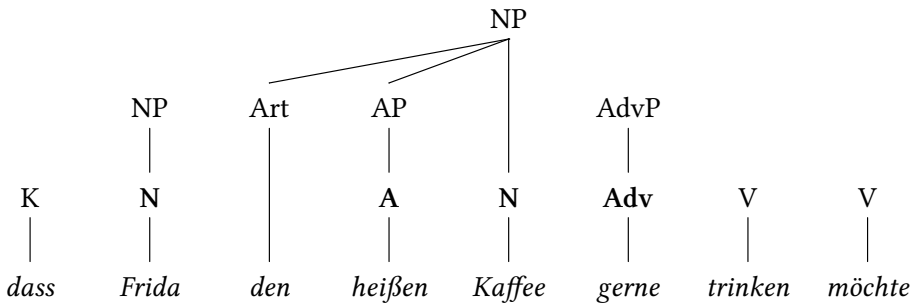 NP
NP Art AP AdvP
K N A N Adv V V
dass Frida den heißen Kaffee gerne trinken möchte